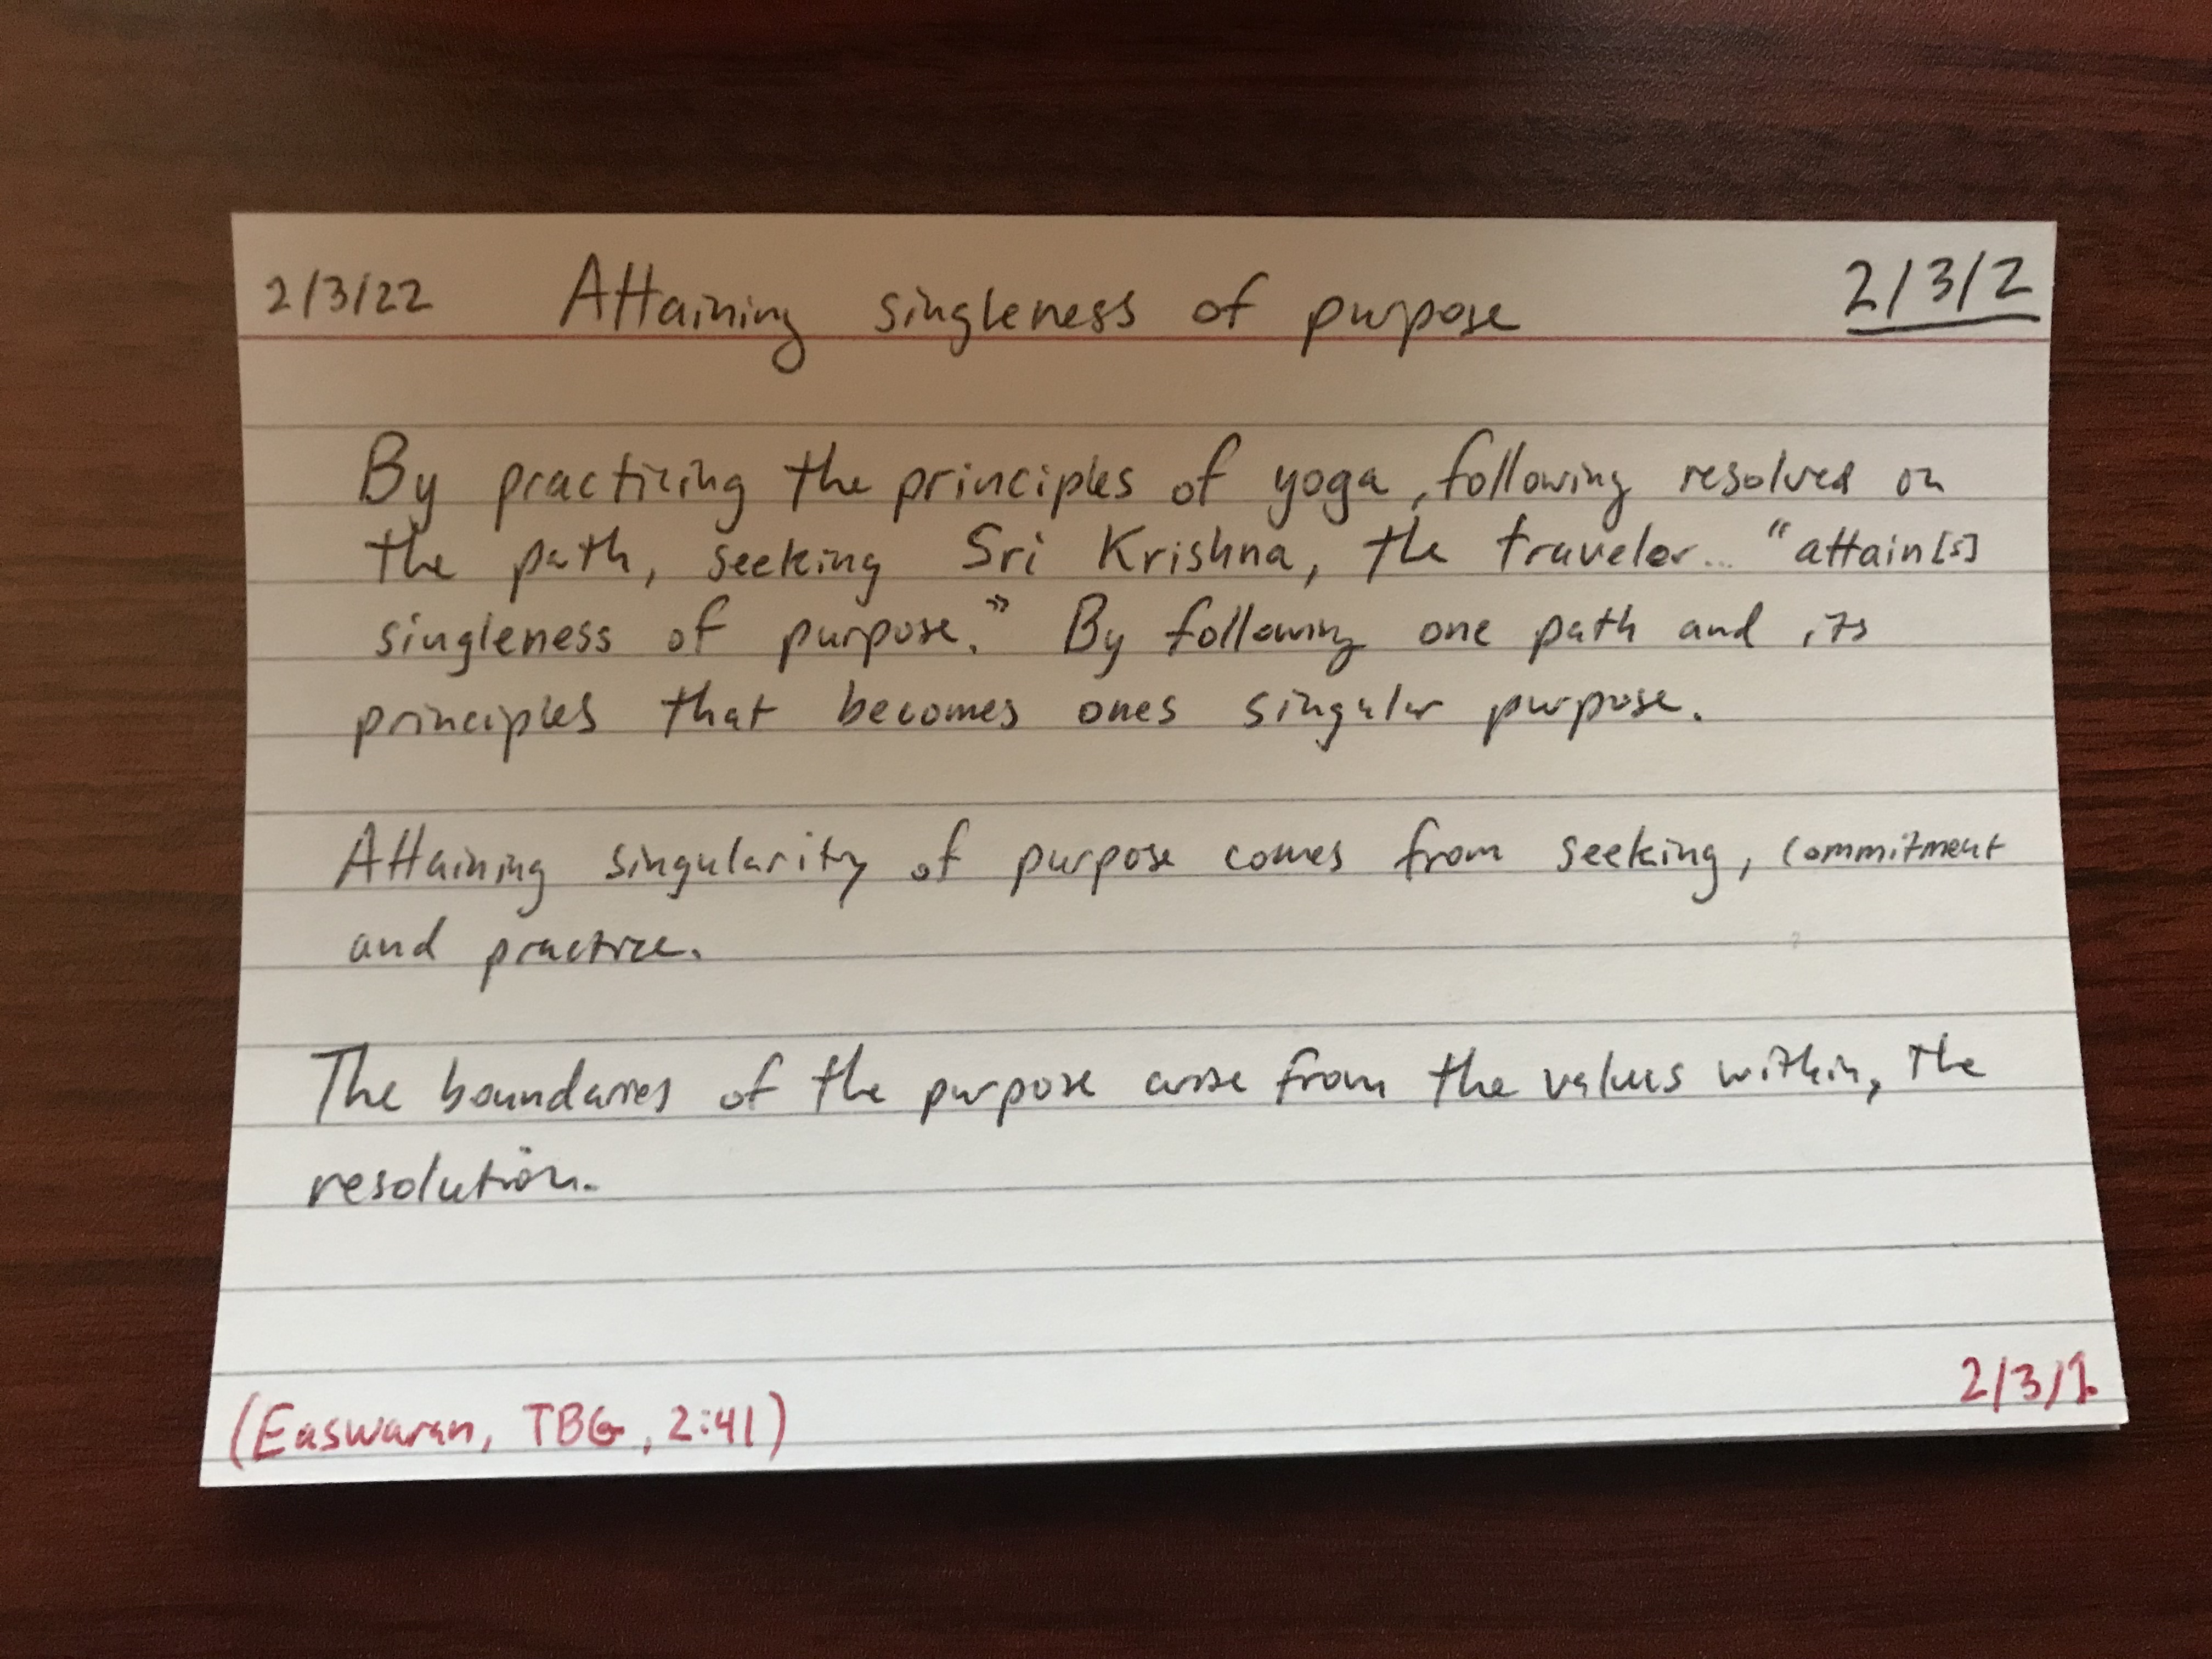 2/3/22 Attaining singleness of purpose 2/3/2
By practicing the principles of yoga, following resolved on
the path, seeking Sri Krishna, the traveler... "attain[s]
singleness of purpose." By following one path and its
principles that becomes ones singular purpose.
Attaining singularity of purpose comes from seeking, commitment
and practice.
The boundaries of the purpose arise from the values within, the
resolution.
(Easwaran, TBG, 2:41) 2/3/1